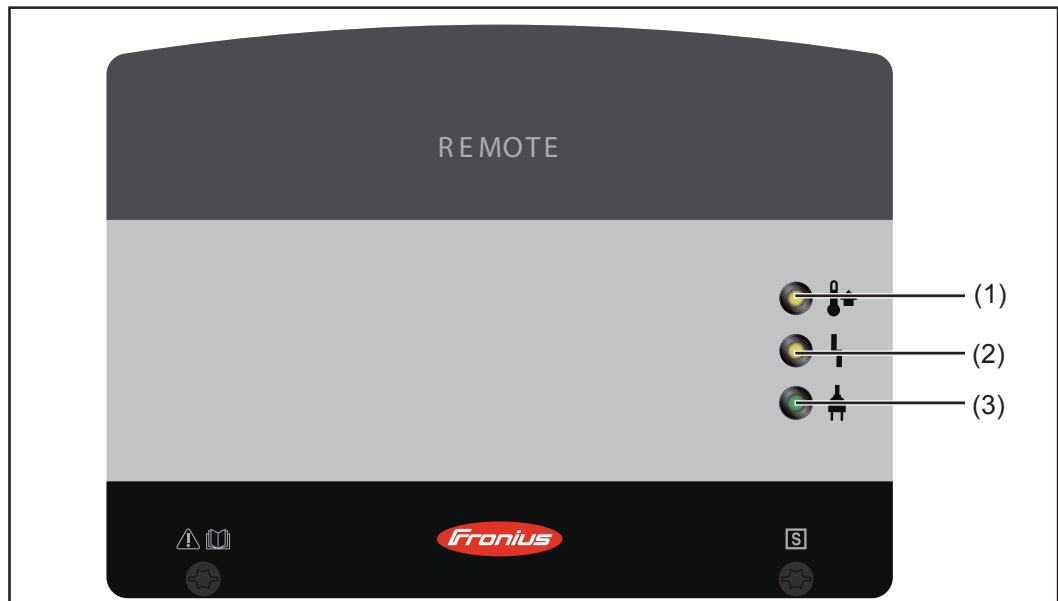 REMOTE
(1)
(2)
(3)
Fronius
S